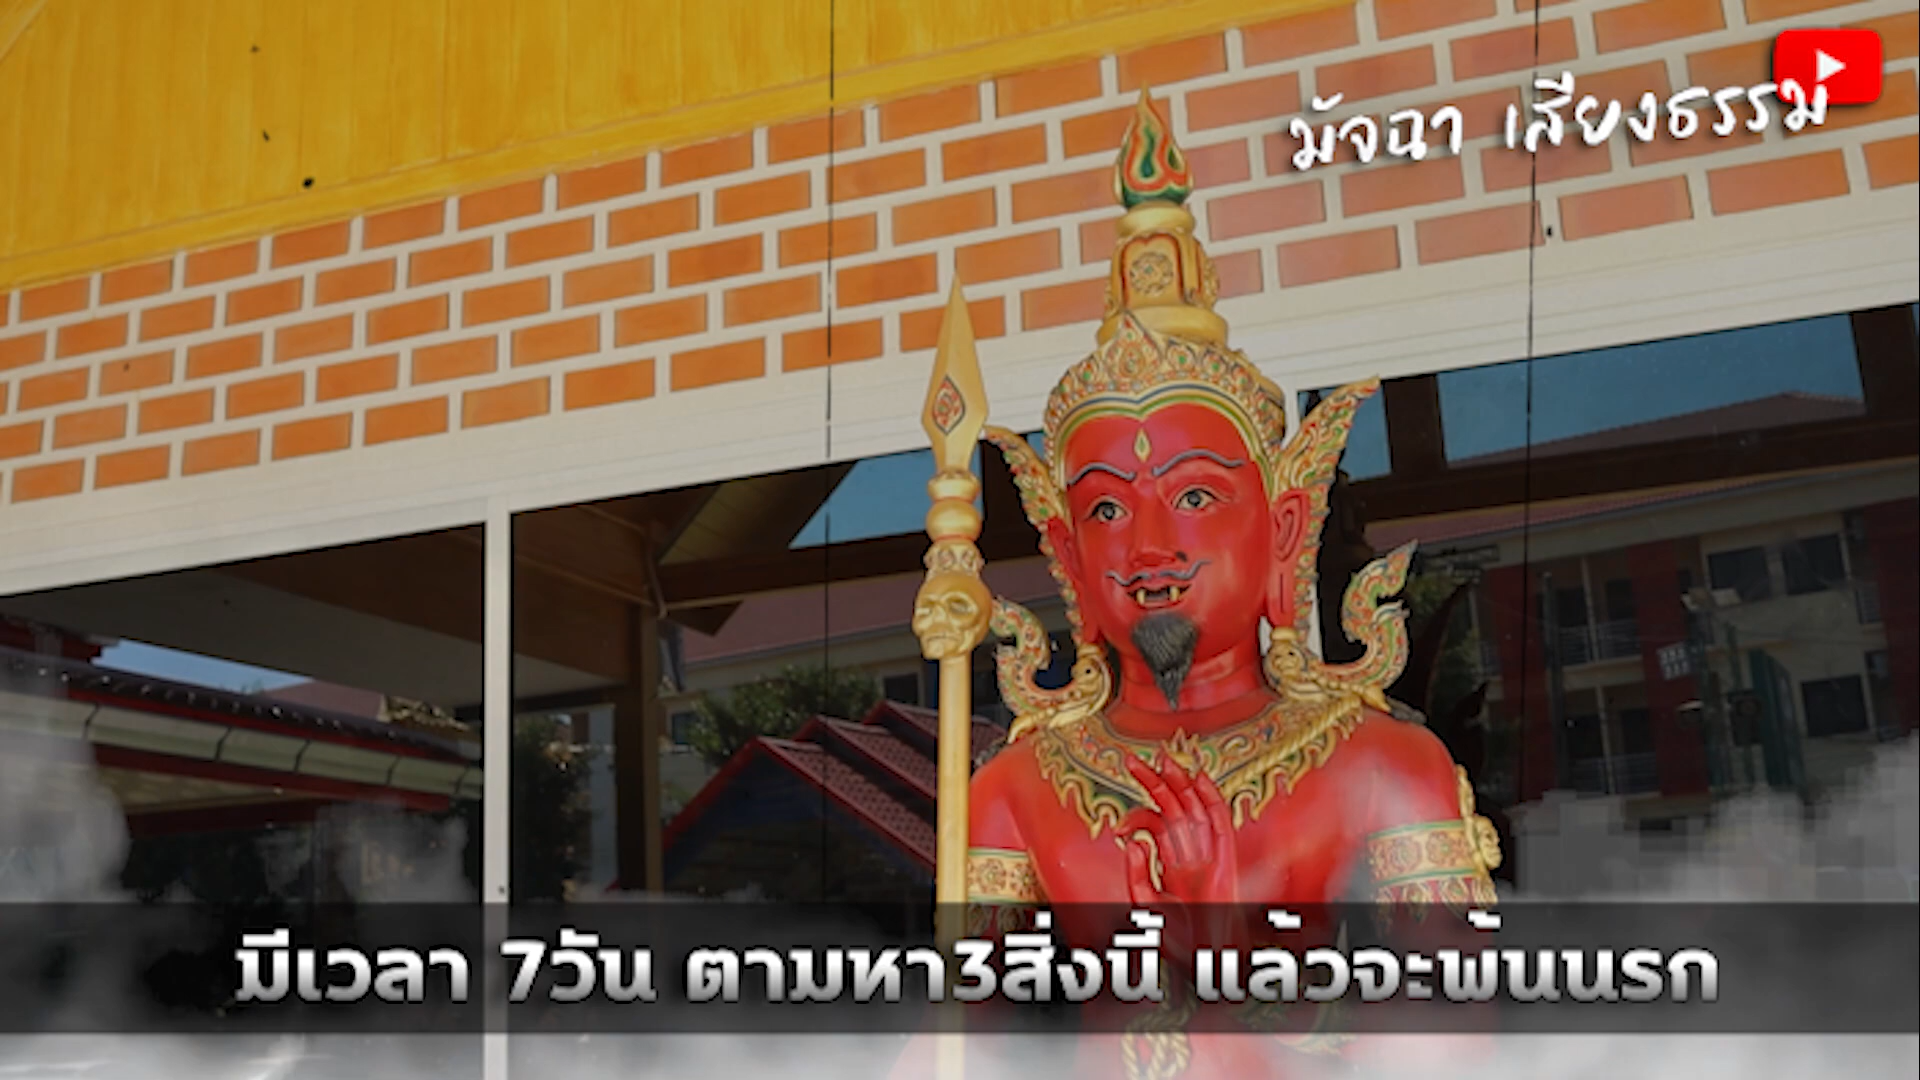 มัจฉา เสียงธรรม
มีเวลา 7วัน ตามหา3สิ่งนี้ แล้วจะพ้นนรก